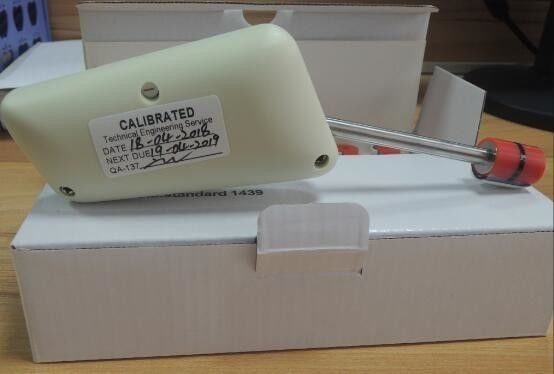 CALIBRATED
Technical Engineering Service
DATE 18-04-2018
NEXT DUE 19-04-2019
QA-137
Standard 1439